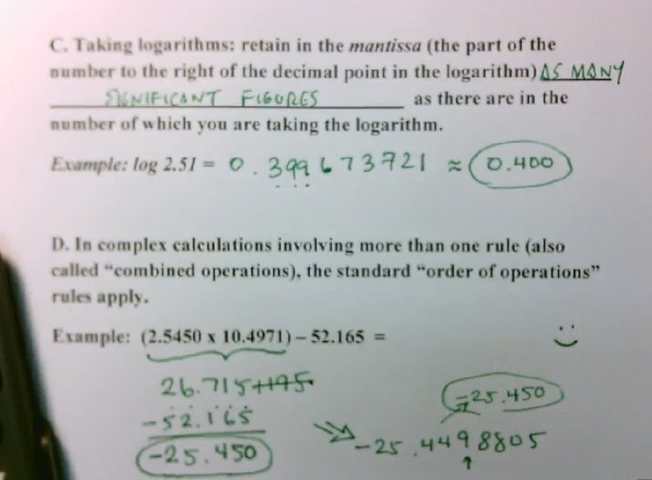 C. Taking logarithms: retain in the mantissa (the part of the
number to the right of the decimal point in the logarithm) AS MANY
SIGNIFICANT FIGURES as there are in the
number of which you are taking the logarithm.
Example: log 2.51 = 0.399673721 ≈ 0.400
D. In complex calculations involving more than one rule (also
called “combined operations), the standard “order of operations”
rules apply.
Example: (2.5450 x 10.4971) – 52.165 =
26.715
-52.165
-25.450
-25.450
-25.4498805